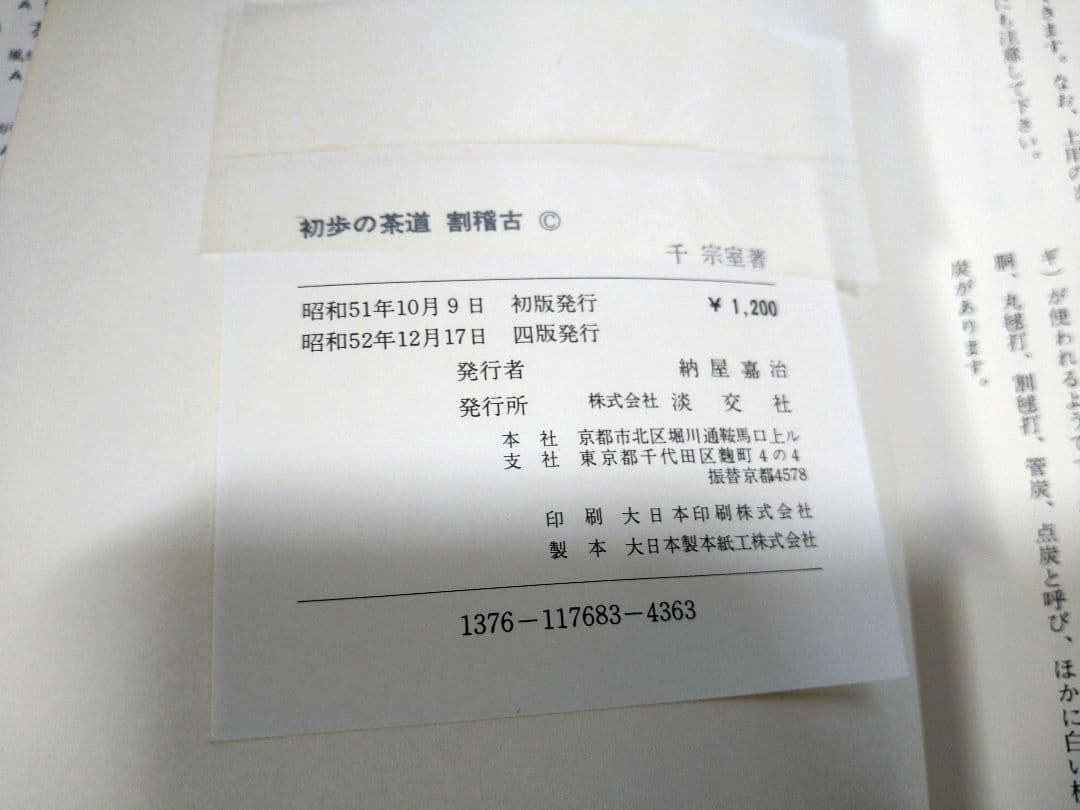 初歩の茶道 割稽古 ©
千 宗室著
昭和51年10月9日 初版発行 ¥1,200
昭和52年12月17日 四版発行
発行者 納屋嘉治
発行所 株式会社 淡交社
本社 京都市北区堀川通鞍馬口上ル
支社 東京都千代田区麹町4の4
振替京都4578
印刷 大日本印刷株式会社
製本 大日本製本紙工株式会社
1376-117683-4363
きます。なお、上
にも注意して下さい。
ギ）が使われるようで
胴、丸毬打、割毬打、管炭、点炭と呼び、ほかに白い枝
炭があります。